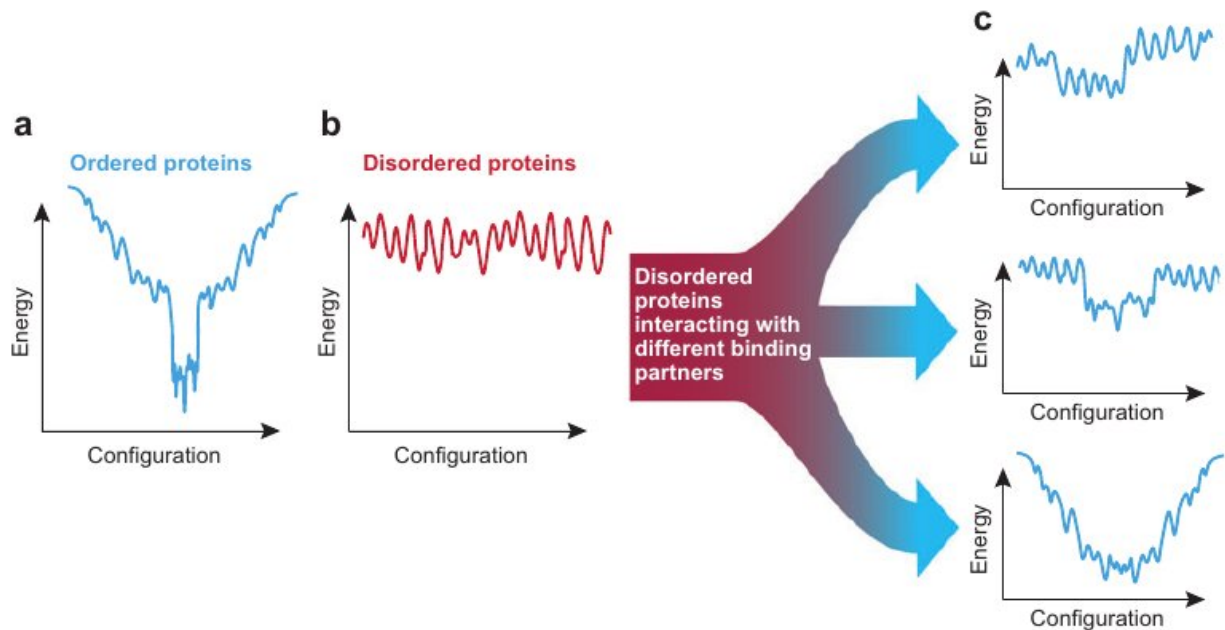 a
Ordered proteins
Energy
Configuration
b
Disordered proteins
Energy
Configuration
Disordered
proteins
interacting with
different binding
partners
c
Energy
Configuration
Energy
Configuration
Energy
Configuration